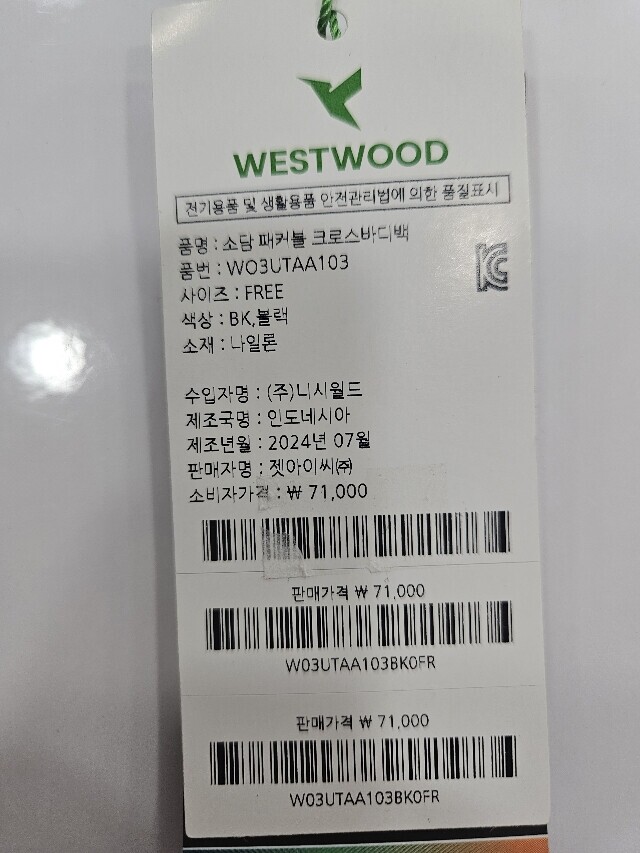 WESTWOOD
전기용품 및 생활용품 안전관리법에 의한 품질표시
품명 : 소담 패커블 크로스바디백
품번 : WO3UTAA103
사이즈 : FREE
색상 : BK,블랙
소재 : 나일론
수입자명 : (주)니시월드
제조국명 : 인도네시아
제조년월 : 2024년 07월
판매자명 : 젯아이씨㈜
소비자가격 : ₩ 71,000
판매가격 ₩ 71,000
W03UTAA103BK0FR
판매가격 ₩ 71,000
W03UTAA103BK0FR